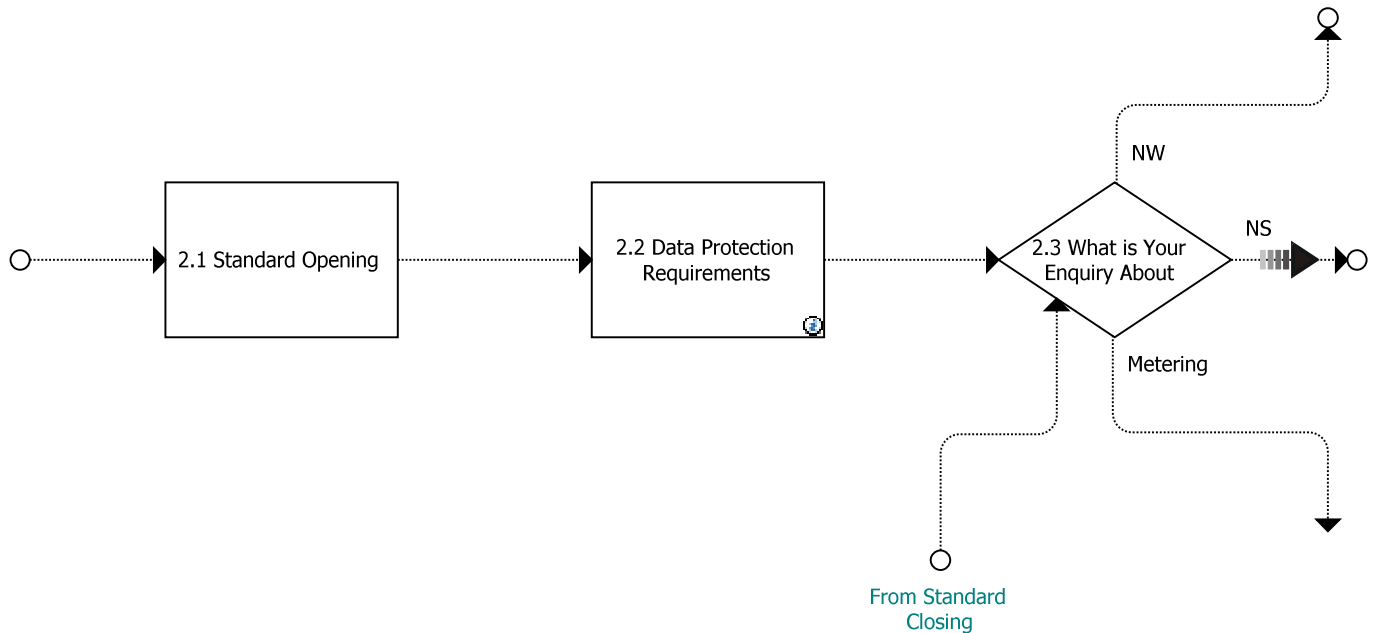 2.1 Standard Opening
2.2 Data Protection
Requirements
2.3 What is Your
Enquiry About
NW
NS
Metering
From Standard
Closing